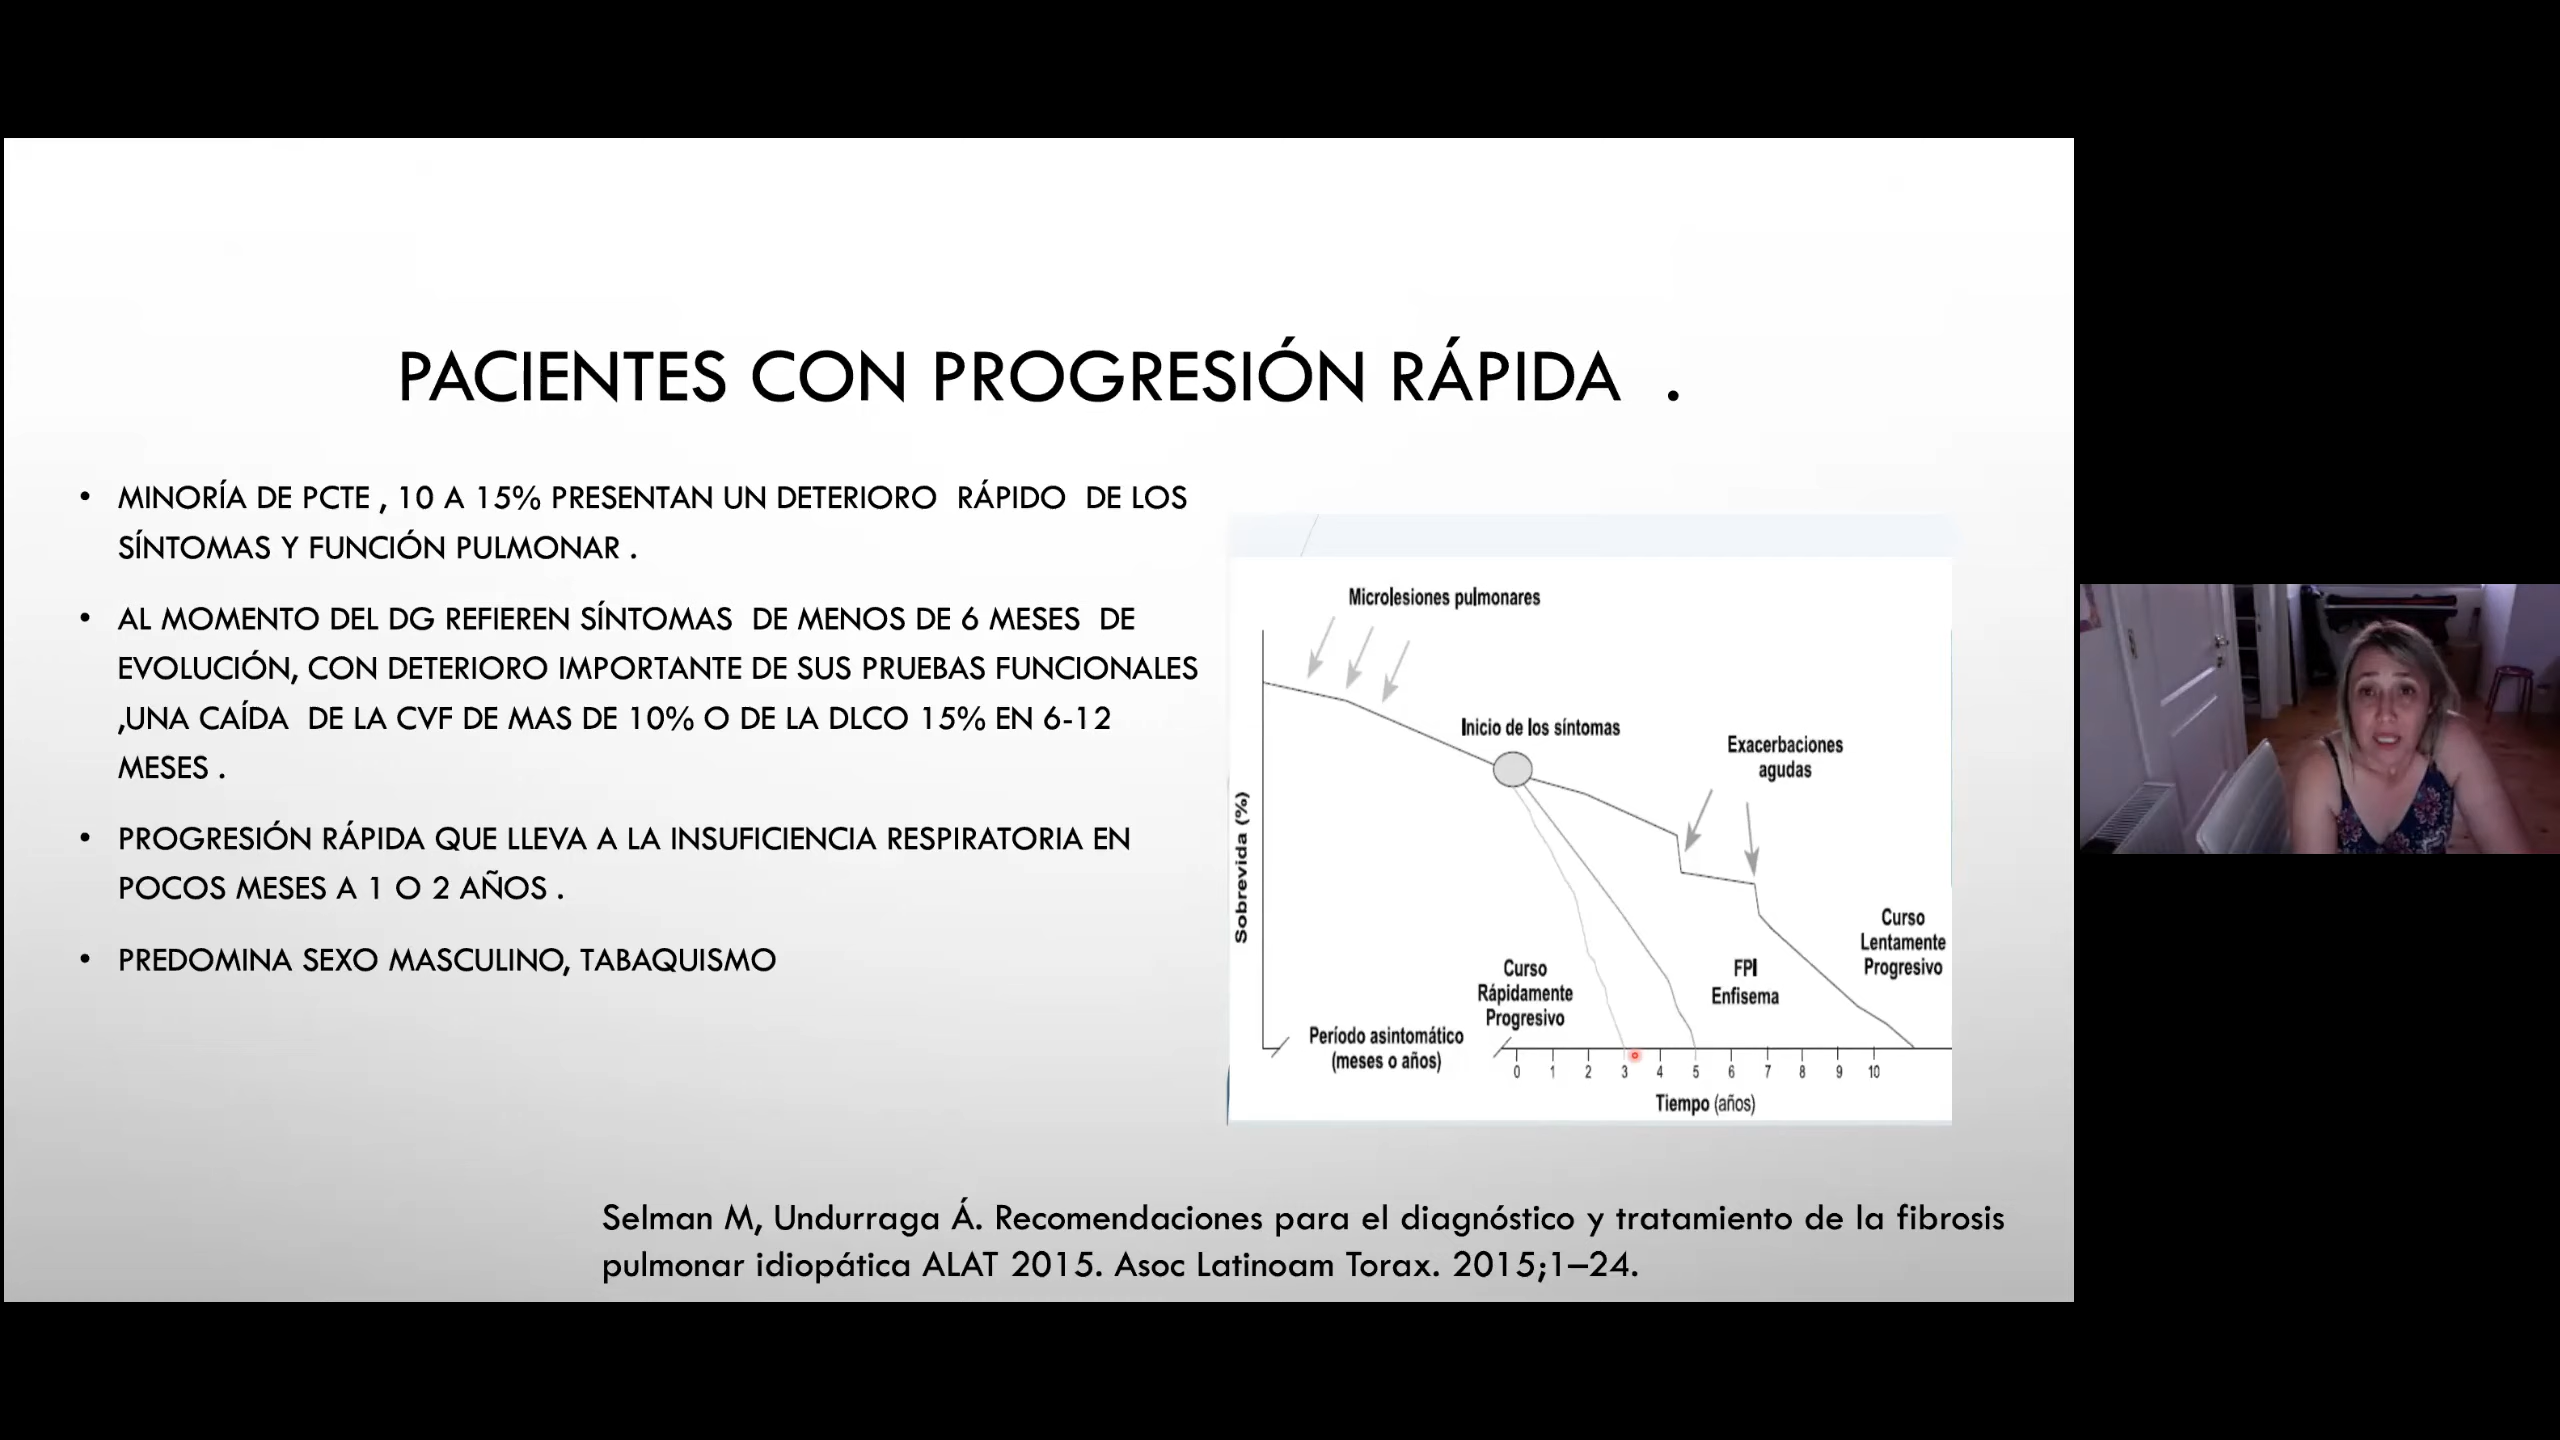 PACIENTES CON PROGRESIÓN RÁPIDA .
• MINORÍA DE PCTE , 10 A 15% PRESENTAN UN DETERIORO RÁPIDO DE LOS
SÍNTOMAS Y FUNCIÓN PULMONAR .
• AL MOMENTO DEL DG REFIEREN SÍNTOMAS DE MENOS DE 6 MESES DE
EVOLUCIÓN, CON DETERIORO IMPORTANTE DE SUS PRUEBAS FUNCIONALES
,UNA CAÍDA DE LA CVF DE MAS DE 10% O DE LA DLCO 15% EN 6-12
MESES .
• PROGRESIÓN RÁPIDA QUE LLEVA A LA INSUFICIENCIA RESPIRATORIA EN
POCOS MESES A 1 O 2 AÑOS .
• PREDOMINA SEXO MASCULINO, TABAQUISMO
Microlesiones pulmonares
Inicio de los síntomas
Exacerbaciones
agudas
Sobrevida (%)
Curso
Lentamente
Progresivo
Curso
Rápidamente
Progresivo
FPI
Enfisema
Período asintomático
(meses o años)
0 1 2 3 4 5 6 7 8 9 10
Tiempo (años)
Selman M, Undurraga Á. Recomendaciones para el diagnóstico y tratamiento de la fibrosis
pulmonar idiopática ALAT 2015. Asoc Latinoam Torax. 2015;1–24.